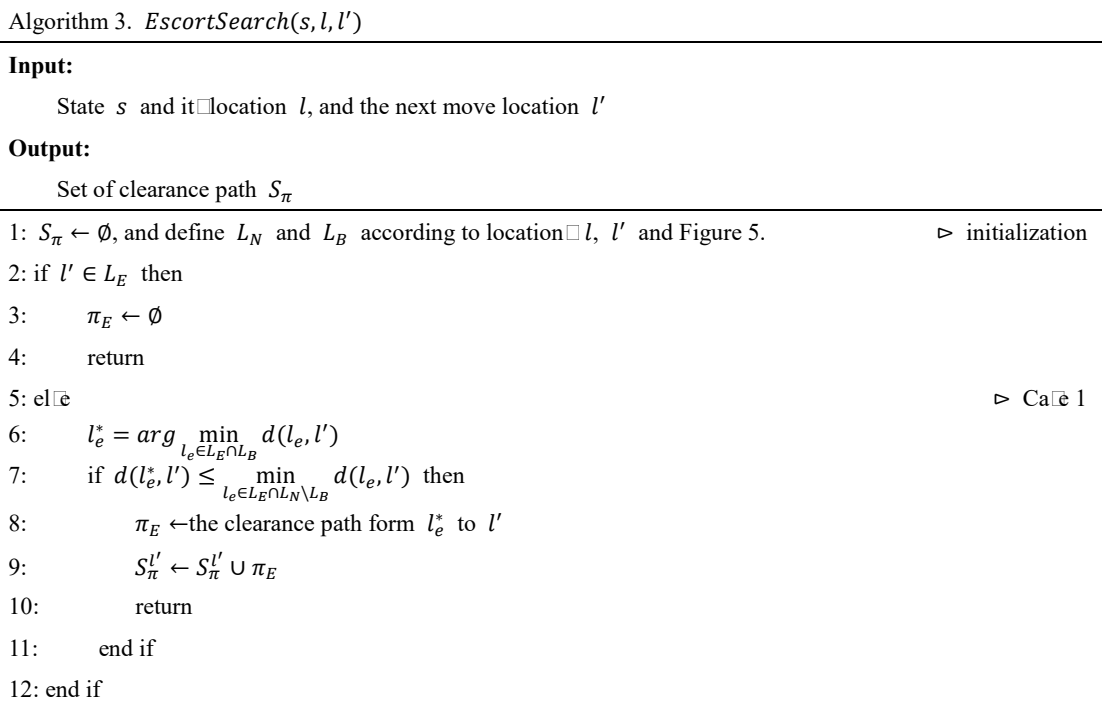 Algorithm 3. EscortSearch(s, l, l′)
Input:
State s and it□location l, and the next move location l′
Output:
Set of clearance path S_π
1: S_π ← ∅, and define L_N and L_B according to location□ l, l′ and Figure 5. ⊳ initialization
2: if l′ ∈ L_E then
3: π_E ← ∅
4: return
5: el□e ⊳ Ca□e 1
6: l_e^* = arg min_{l_e∈L_E∩L_B} d(l_e, l′)
7: if d(l_e^*, l′) ≤ min_{l_e∈L_E∩L_N\L_B} d(l_e, l′) then
8: π_E ←the clearance path form l_e^* to l′
9: S_π^{l′} ← S_π^{l′} ∪ π_E
10: return
11: end if
12: end if